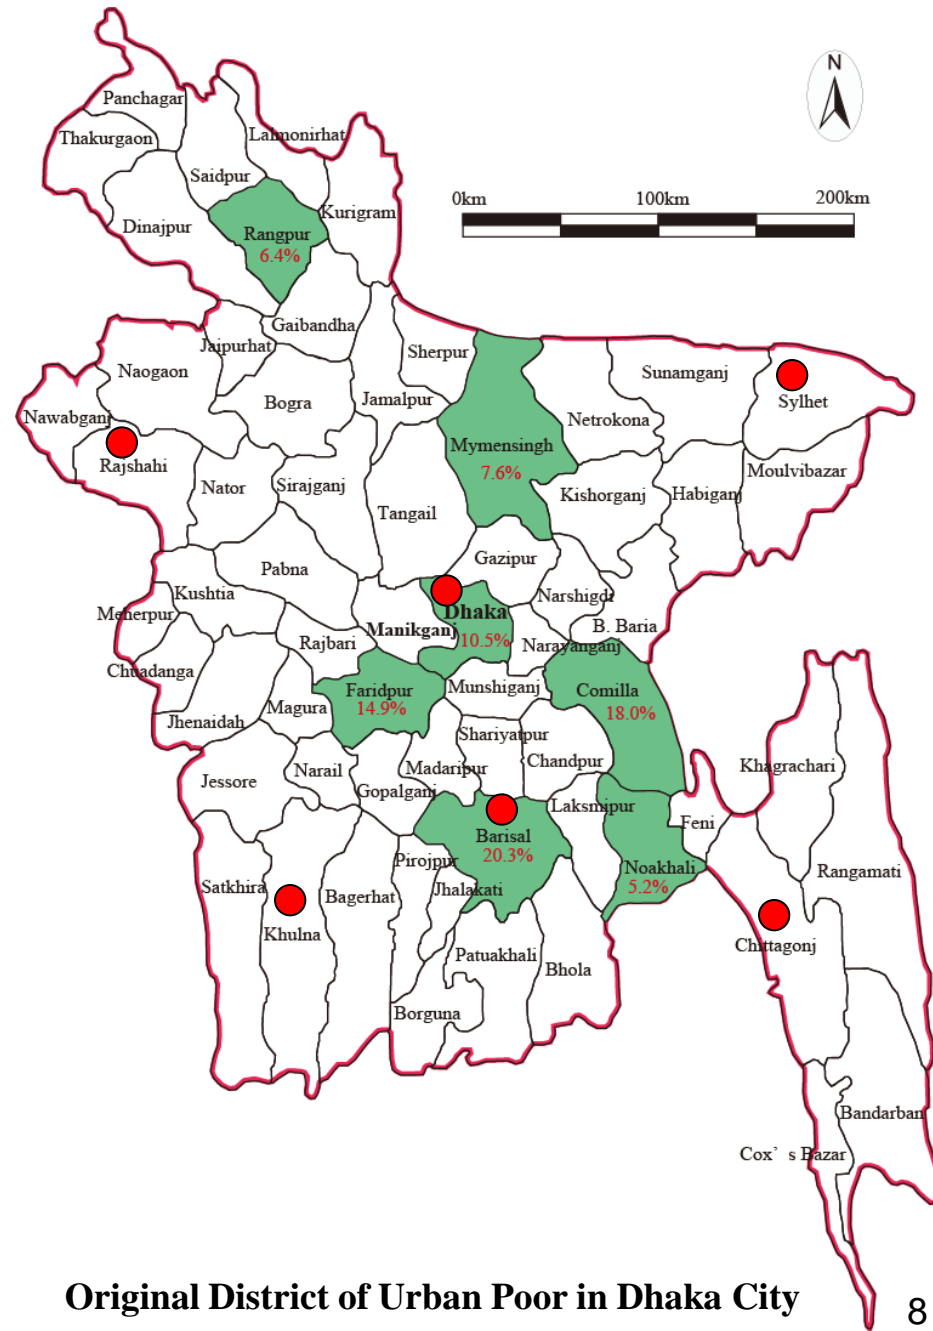 N
Panchagar
Thakurgaon
Lalmonirhat
Saidpur
0km 100km 200km
Kurigram
Dinajpur
Rangpur
6.4%
Gaibandha
Jaipurhat
Sherpur
Naogaon
Sunamganj
Sylhet
Jamalpur
Bogra
Nawabganj
Netrokona
Mymensingh
7.6%
Rajshahi
Moulvibazar
Nator
Sirajganj
Kishorganj
Habiganj
Tangail
Gazipur
Pabna
Kushtia
Narshigdi
Meherpur
Dhaka
10.5%
Manikganj
B. Baria
Rajbari
Narayanganj
Chuadanga
Faridpur
14.9%
Munshiganj
Comilla
18.0%
Magura
Jhenaidah
Shariyatpur
Chandpur
Khagrachari
Madaripur
Narail
Jessore
Gopalganj
Laksmipur
Feni
Barisal
20.3%
Pirojpur
Noakhali
5.2%
Rangamati
Satkhira
Jhalakati
Bagerhat
Khulna
Chittagonj
Patuakhali
Bhola
Borguna
Bandarban
Cox’s Bazar
Original District of Urban Poor in Dhaka City
8